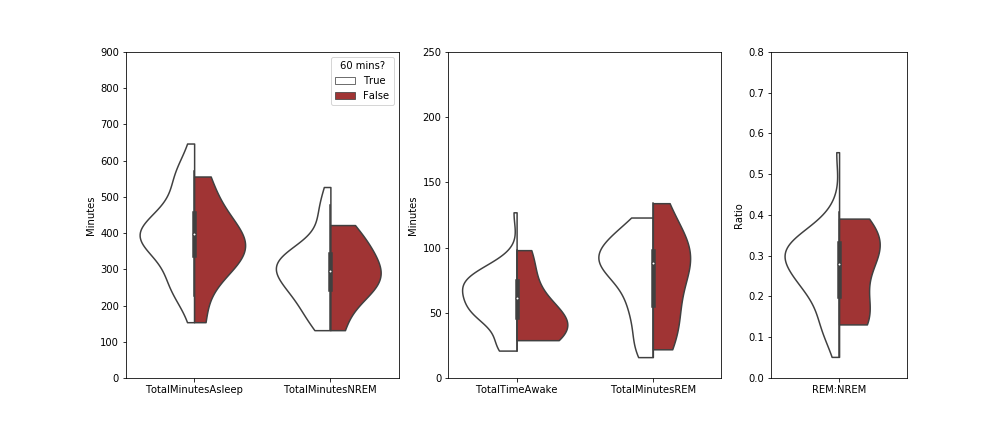 900
800
700
600
500
400
300
200
100
0
Minutes
60 mins?
True
False
TotalMinutesAsleep TotalMinutesNREM
250
200
150
100
50
0
Minutes
TotalTimeAwake TotalMinutesREM
0.8
0.7
0.6
0.5
0.4
0.3
0.2
0.1
0.0
Ratio
REM:NREM